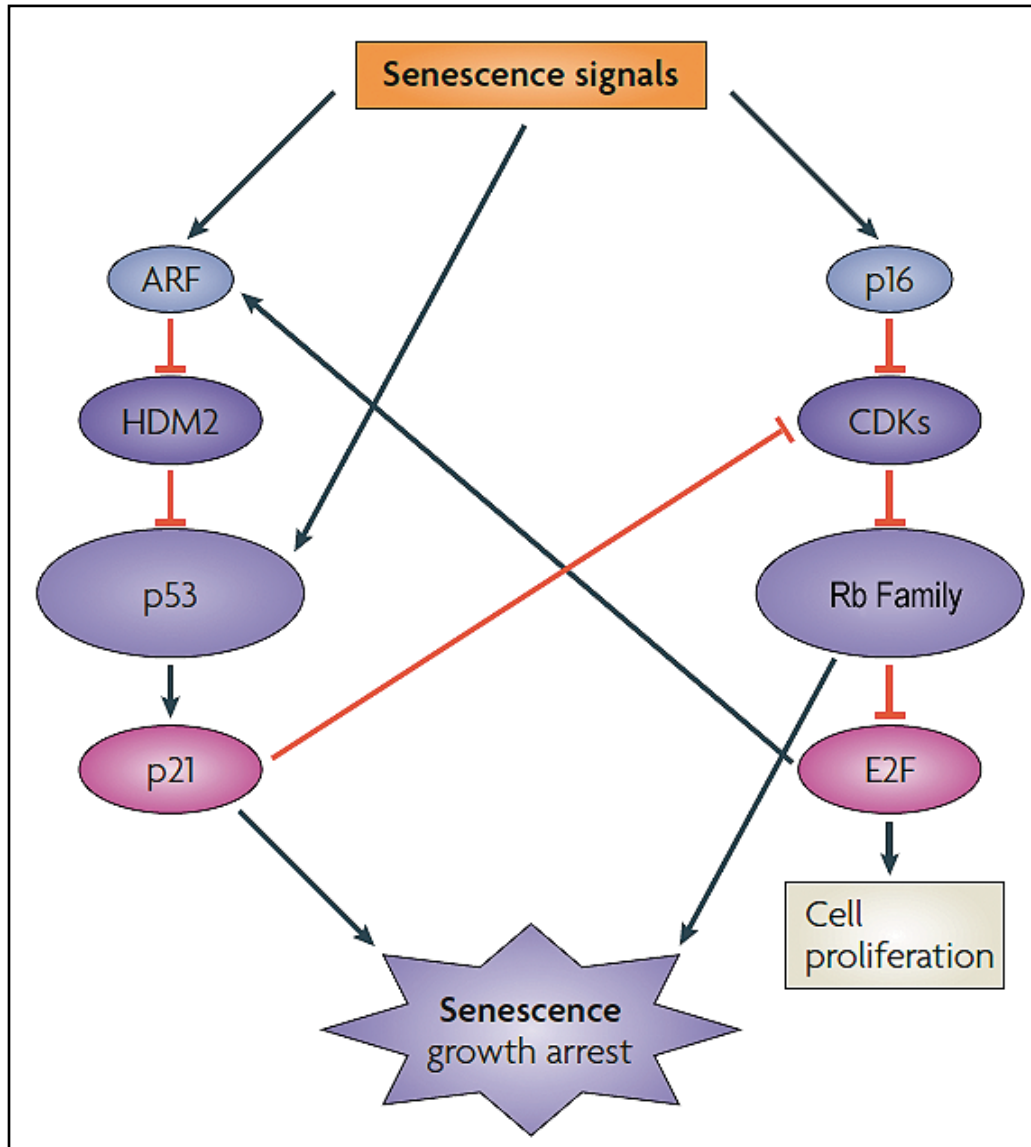 Senescence signals
ARF
p16
HDM2
CDKs
p53
Rb Family
p21
E2F
Cell
proliferation
Senescence
growth arrest